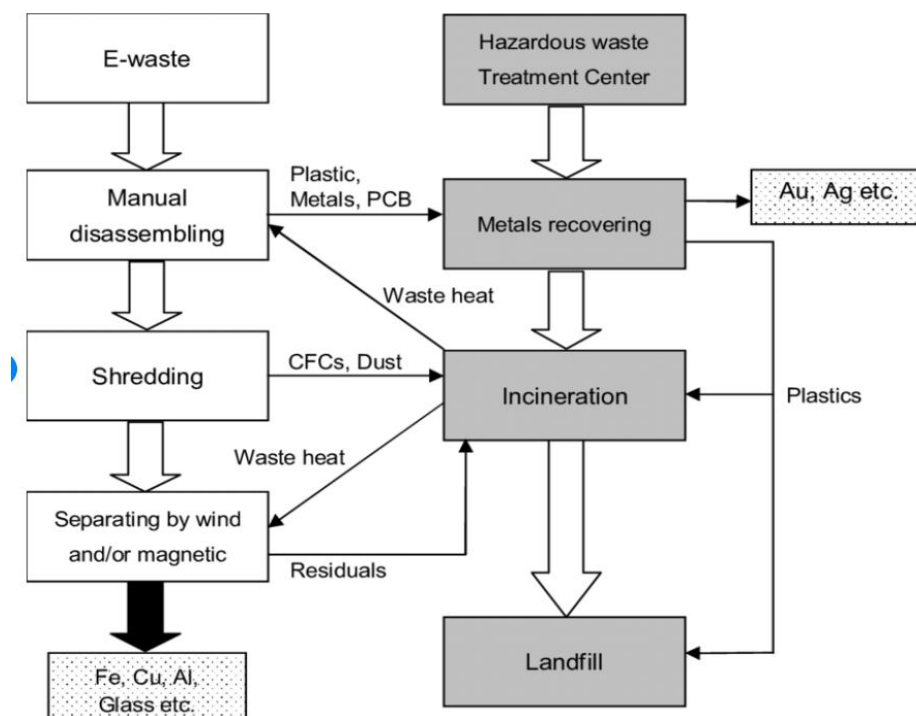 E-waste
Hazardous waste
Treatment Center
Manual
disassembling
Plastic,
Metals, PCB
Metals recovering
Au, Ag etc.
Waste heat
Shredding
CFCs, Dust
Incineration
Plastics
Waste heat
Separating by wind
and/or magnetic
Residuals
Fe, Cu, Al,
Glass etc.
Landfill